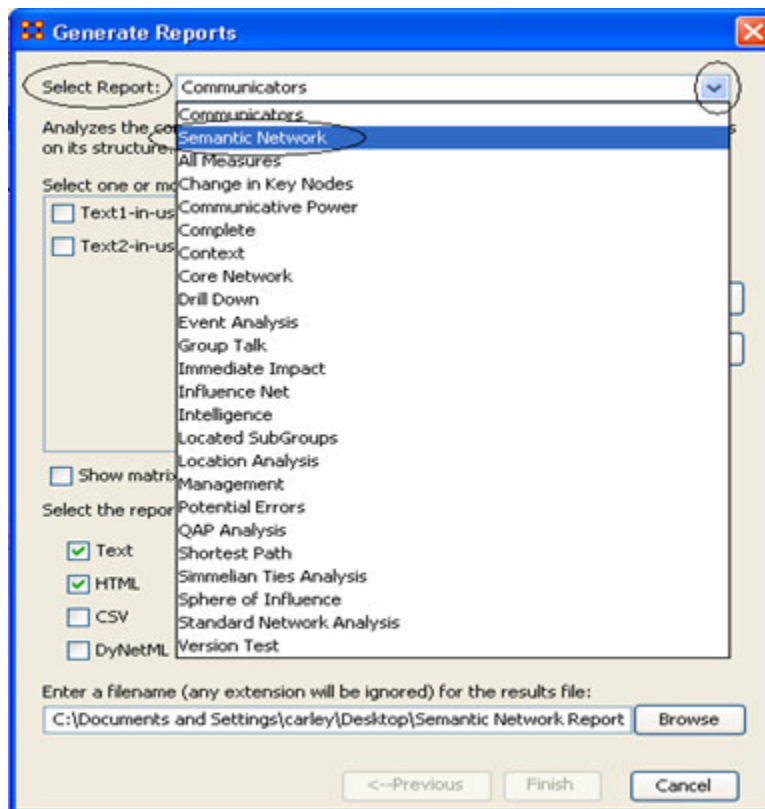 Generate Reports
Select Report: Communicators
Communicators
Analyzes the co s
Semantic Network
on its structure.
All Measures
Select one or mo
Change in Key Nodes
Text1-in-us
Communicative Power
Complete
Text2-in-us
Context
Core Network
Drill Down
Event Analysis
Group Talk
Immediate Impact
Influence Net
Intelligence
Located SubGroups
Location Analysis
Show matrix
Management
Select the repor
Potential Errors
QAP Analysis
Text
Shortest Path
HTML
Simmelian Ties Analysis
Sphere of Influence
CSV
Standard Network Analysis
DyNetML
Version Test
Enter a filename (any extension will be ignored) for the results file:
C:\Documents and Settings\carley\Desktop\Semantic Network Report Browse
<--Previous Finish Cancel